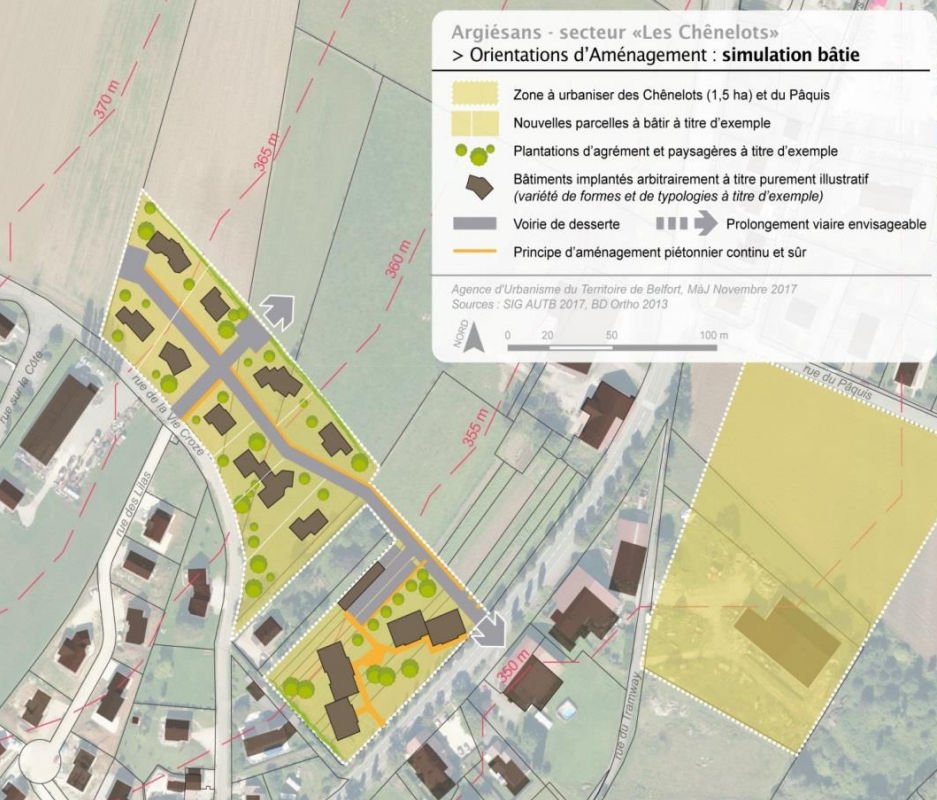 Argiésans - secteur «Les Chênelots»
> Orientations d'Aménagement : simulation bâtie
Zone à urbaniser des Chênelots (1,5 ha) et du Pâquis
Nouvelles parcelles à bâtir à titre d'exemple
Plantations d'agrément et paysagères à titre d'exemple
Bâtiments implantés arbitrairement à titre purement illustratif
(variété de formes et de typologies à titre d'exemple)
Voirie de desserte
Prolongement viaire envisageable
Principe d'aménagement piétonnier continu et sûr
Agence d'Urbanisme du Territoire de Belfort, MàJ Novembre 2017
Sources : SIG AUTB 2017, BD Ortho 2013
NORD
0 20 50 100 m
370 m
365 m
360 m
355 m
350 m
rue sur la Côte
rue de la Vie Croze
rue des Lilas
rue du Pâquis
rue du Tramway